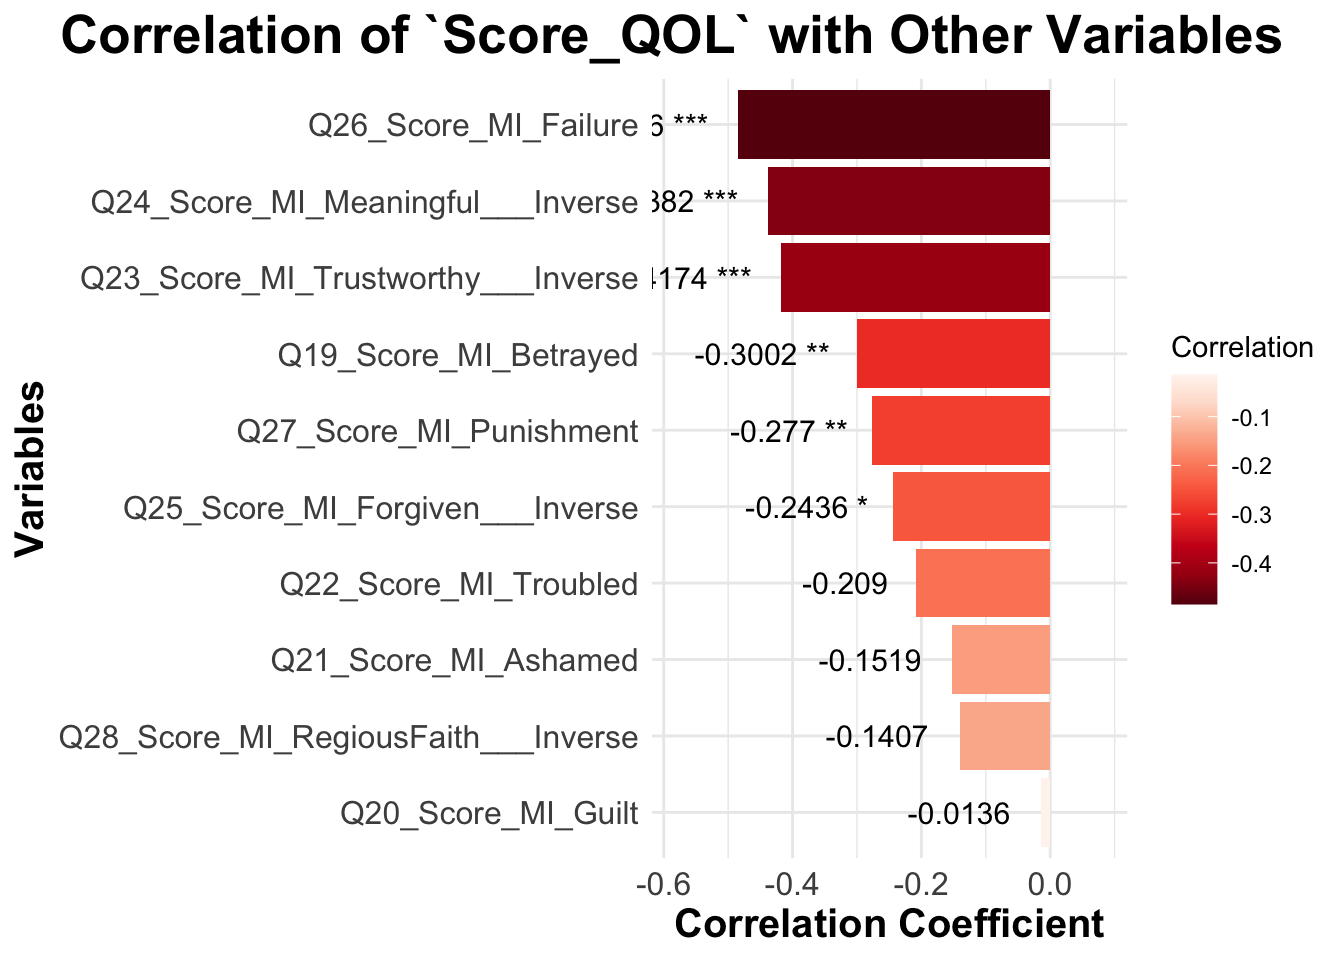 Correlation of `Score_QOL` with Other Variables
Variables
Q26_Score_MI_Failure 6 ***
Q24_Score_MI_Meaningful___Inverse 882 ***
Q23_Score_MI_Trustworthy___Inverse 4174 ***
Q19_Score_MI_Betrayed -0.3002 **
Q27_Score_MI_Punishment -0.277 **
Q25_Score_MI_Forgiven___Inverse -0.2436 *
Q22_Score_MI_Troubled -0.209
Q21_Score_MI_Ashamed -0.1519
Q28_Score_MI_RegiousFaith___Inverse -0.1407
Q20_Score_MI_Guilt -0.0136
-0.6 -0.4 -0.2 0.0
Correlation Coefficient
Correlation
-0.1
-0.2
-0.3
-0.4